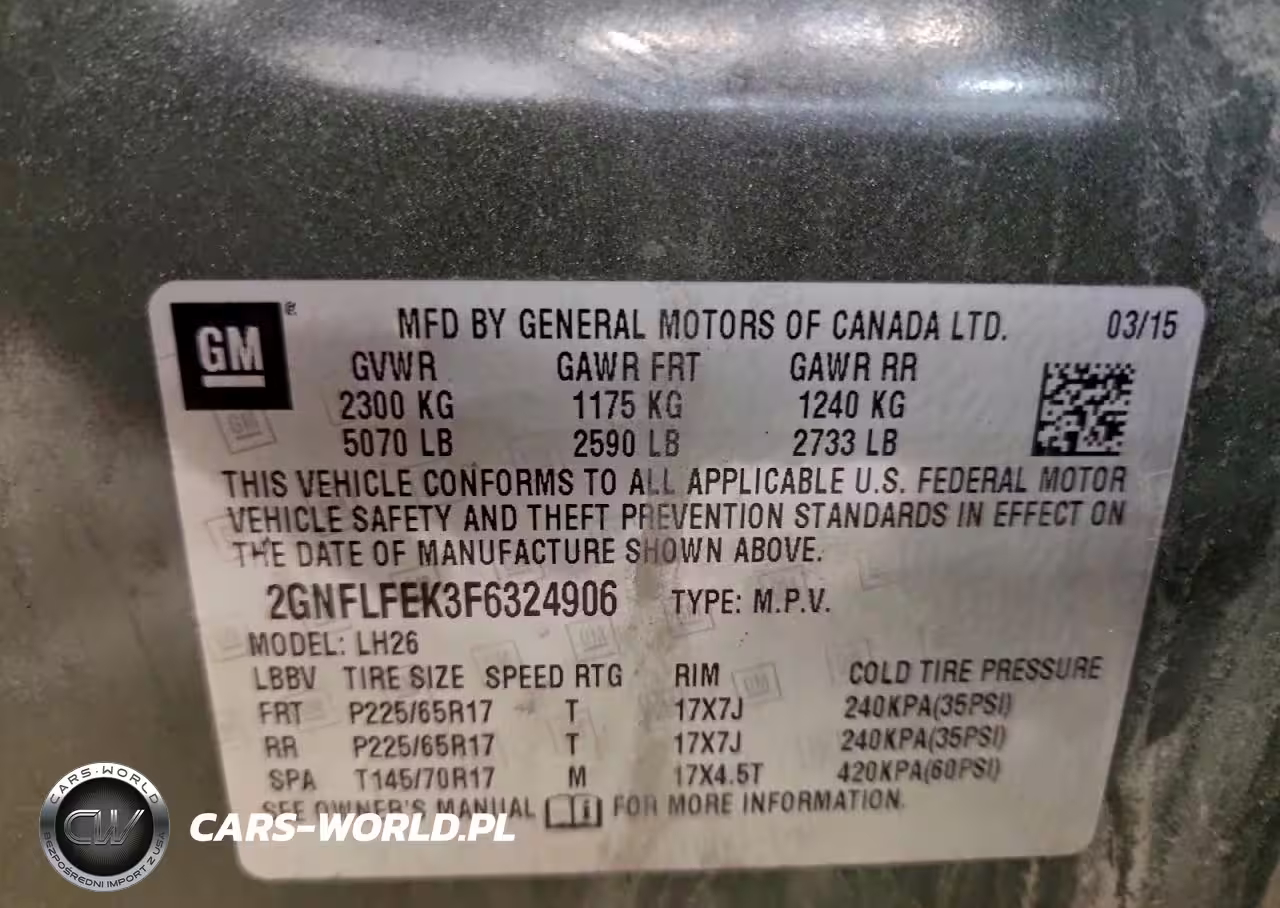 GM
MFD BY GENERAL MOTORS OF CANADA LTD. 03/15
GVWR GAWR FRT GAWR RR
2300 KG 1175 KG 1240 KG
5070 LB 2590 LB 2733 LB
THIS VEHICLE CONFORMS TO ALL APPLICABLE U.S. FEDERAL MOTOR
VEHICLE SAFETY AND THEFT PREVENTION STANDARDS IN EFFECT ON
THE DATE OF MANUFACTURE SHOWN ABOVE.
2GNFLFEK3F6324906 TYPE: M.P.V.
MODEL: LH26
LBBV TIRE SIZE SPEED RTG RIM COLD TIRE PRESSURE
FRT P225/65R17 T 17X7J 240KPA(35PSI)
RR P225/65R17 T 17X7J 240KPA(35PSI)
SPA T145/70R17 M 17X4.5T 420KPA(60PSI)
SEE OWNER'S MANUAL FOR MORE INFORMATION.
CARS-WORLD
CW
BEZPOŚREDNI IMPORT Z USA
CARS-WORLD.PL